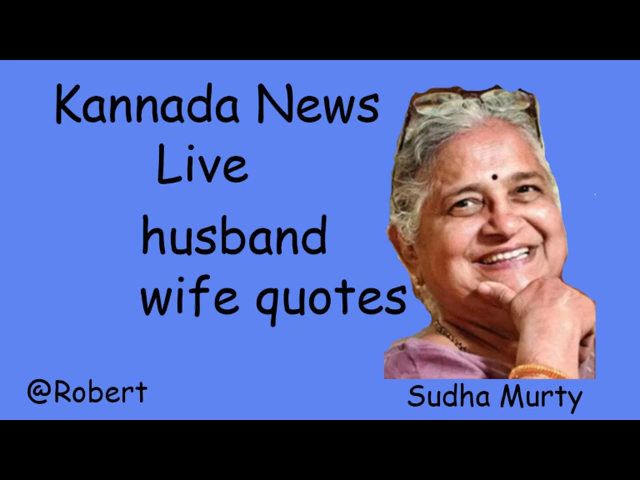 Kannada News
Live
husband
wife quotes
@Robert
Sudha Murty